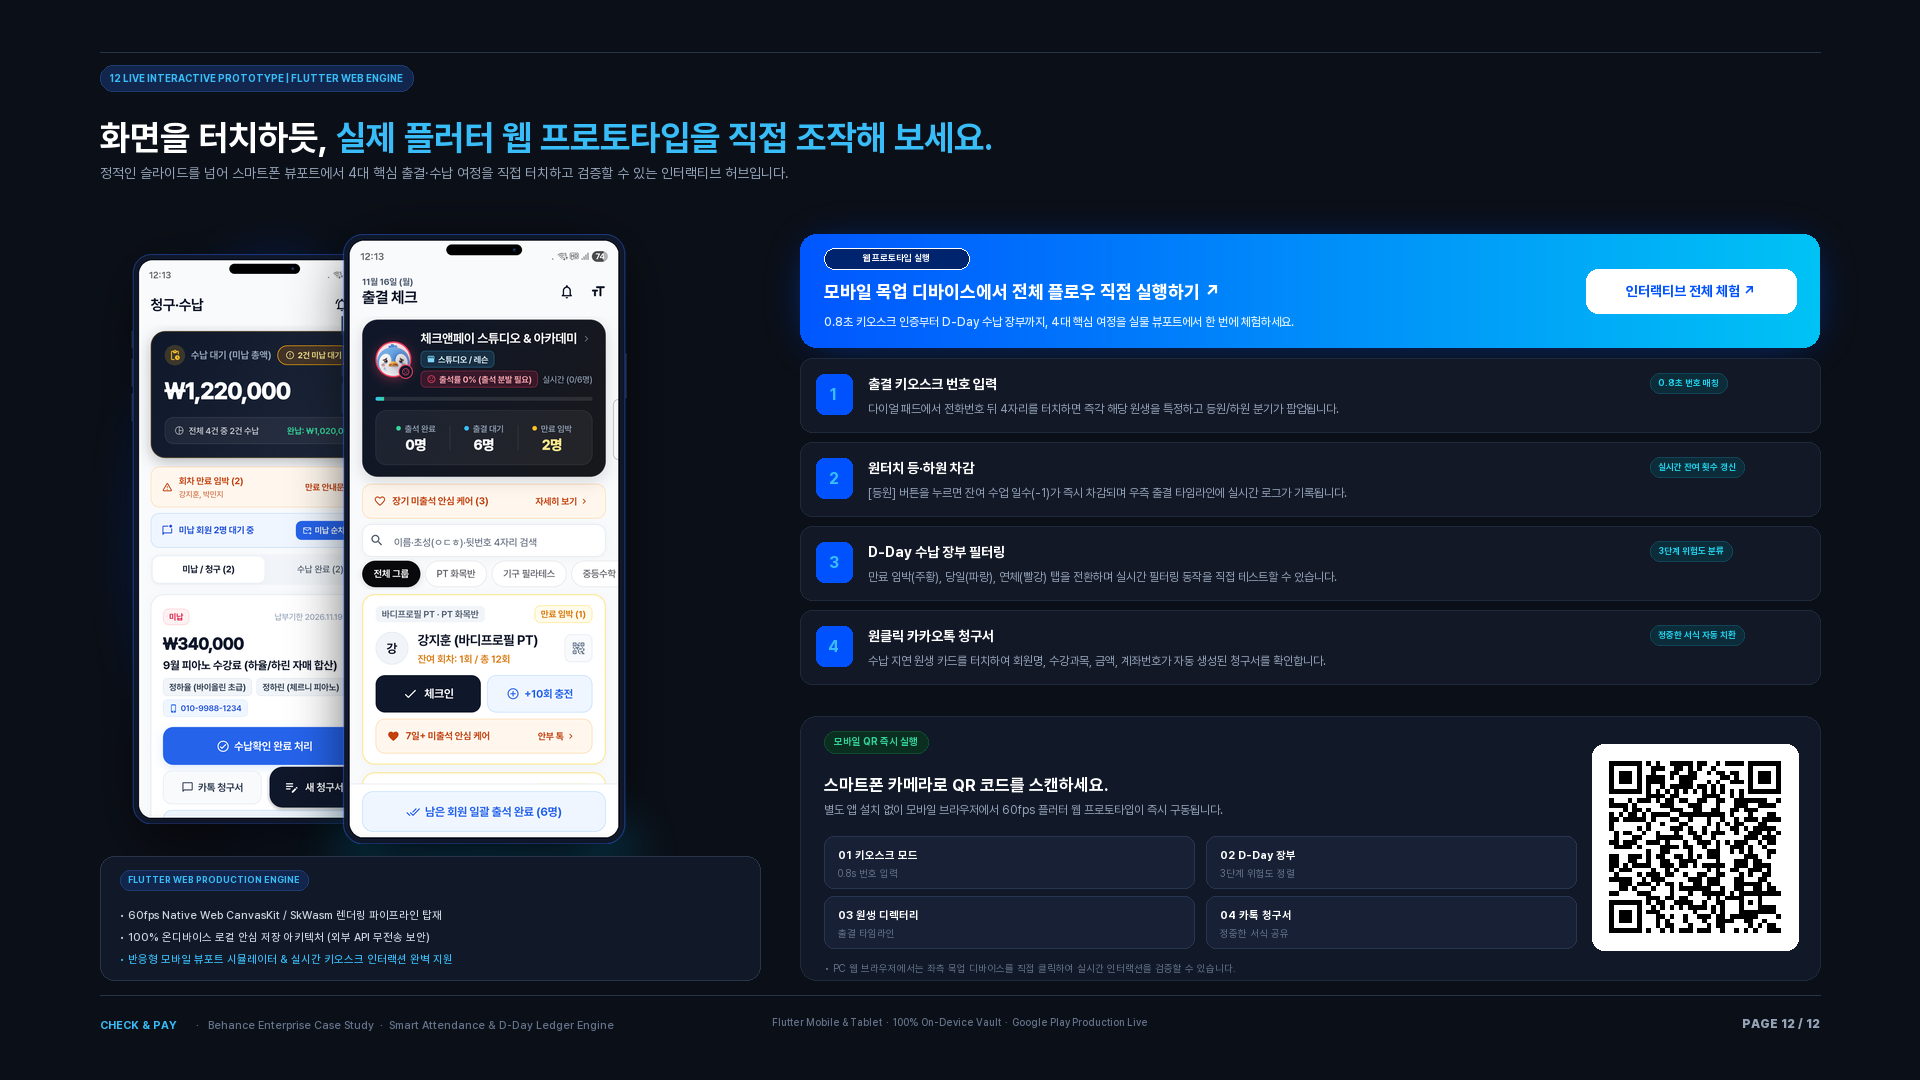 12 LIVE INTERACTIVE PROTOTYPE | FLUTTER WEB ENGINE
화면을 터치하듯, 실제 플러터 웹 프로토타입을 직접 조작해 보세요.
정적인 슬라이드를 넘어 스마트폰 뷰포트에서 4대 핵심 출결·수납 여정을 직접 터치하고 검증할 수 있는 인터랙티브 허브입니다.
12:13
청구·수납
수납 대기 (미납 총액)
2건 미납 대기
₩1,220,000
전체 4건 중 2건 수납
완납: ₩1,020,0
회차 만료 임박 (2)
강지훈, 박민지
만료 안내문
미납 회원 2명 대기 중
미납 순차
미납 / 청구 (2)
수납 완료 (2)
미납
납부기한 2026.11.19
₩340,000
9월 피아노 수강료 (하율/하린 자매 합산)
정하율 (바이올린 초급)
정하린 (체르니 피아노)
010-9988-1234
수납확인 완료 처리
카톡 청구서
새 청구서
12:13
74
11월 16일 (월)
출결 체크
체크앤페이 스튜디오 & 아카데미
스튜디오 / 레슨
출석률 0% (출석 분발 필요)
실시간 (0/6명)
출석 완료
0명
출결 대기
6명
만료 임박
2명
장기 미출석 안심 케어 (3)
자세히 보기
이름·초성(ㅇㄷㅎ)·뒷번호 4자리 검색
전체 그룹
PT 화목반
기구 필라테스
중등수학
바디프로필 PT · PT 화목반
만료 임박 (1)
강
강지훈 (바디프로필 PT)
잔여 회차: 1회 / 총 12회
체크인
+10회 충전
7일+ 미출석 안심 케어
안부 톡
남은 회원 일괄 출석 완료 (6명)
FLUTTER WEB PRODUCTION ENGINE
• 60fps Native Web CanvasKit / SkWasm 렌더링 파이프라인 탑재
• 100% 온디바이스 로컬 안심 저장 아키텍처 (외부 API 무전송 보안)
• 반응형 모바일 뷰포트 시뮬레이터 & 실시간 키오스크 인터랙션 완벽 지원
웹 프로토타입 실행
모바일 목업 디바이스에서 전체 플로우 직접 실행하기 ↗
0.8초 키오스크 인증부터 D-Day 수납 장부까지, 4대 핵심 여정을 실물 뷰포트에서 한 번에 체험하세요.
인터랙티브 전체 체험 ↗
1
출결 키오스크 번호 입력
다이얼 패드에서 전화번호 뒤 4자리를 터치하면 즉각 해당 원생을 특정하고 등원/하원 분기가 팝업됩니다.
0.8초 번호 매칭
2
원터치 등·하원 차감
[등원] 버튼을 누르면 잔여 수업 일수(-1)가 즉시 차감되며 우측 출결 타임라인에 실시간 로그가 기록됩니다.
실시간 잔여 횟수 갱신
3
D-Day 수납 장부 필터링
만료 임박(주황), 당일(파랑), 연체(빨강) 탭을 전환하며 실시간 필터링 동작을 직접 테스트할 수 있습니다.
3단계 위험도 분류
4
원클릭 카카오톡 청구서
수납 지연 원생 카드를 터치하여 회원명, 수강과목, 금액, 계좌번호가 자동 생성된 청구서를 확인합니다.
정중한 서식 자동 치환
모바일 QR 즉시 실행
스마트폰 카메라로 QR 코드를 스캔하세요.
별도 앱 설치 없이 모바일 브라우저에서 60fps 플러터 웹 프로토타입이 즉시 구동됩니다.
01 키오스크 모드
0.8s 번호 입력
02 D-Day 장부
3단계 위험도 정렬
03 원생 디렉터리
출결 타임라인
04 카톡 청구서
정중한 서식 공유
• PC 웹 브라우저에서는 좌측 목업 디바이스를 직접 클릭하여 실시간 인터랙션을 검증할 수 있습니다.
CHECK & PAY · Behance Enterprise Case Study · Smart Attendance & D-Day Ledger Engine
Flutter Mobile & Tablet · 100% On-Device Vault · Google Play Production Live
PAGE 12 / 12